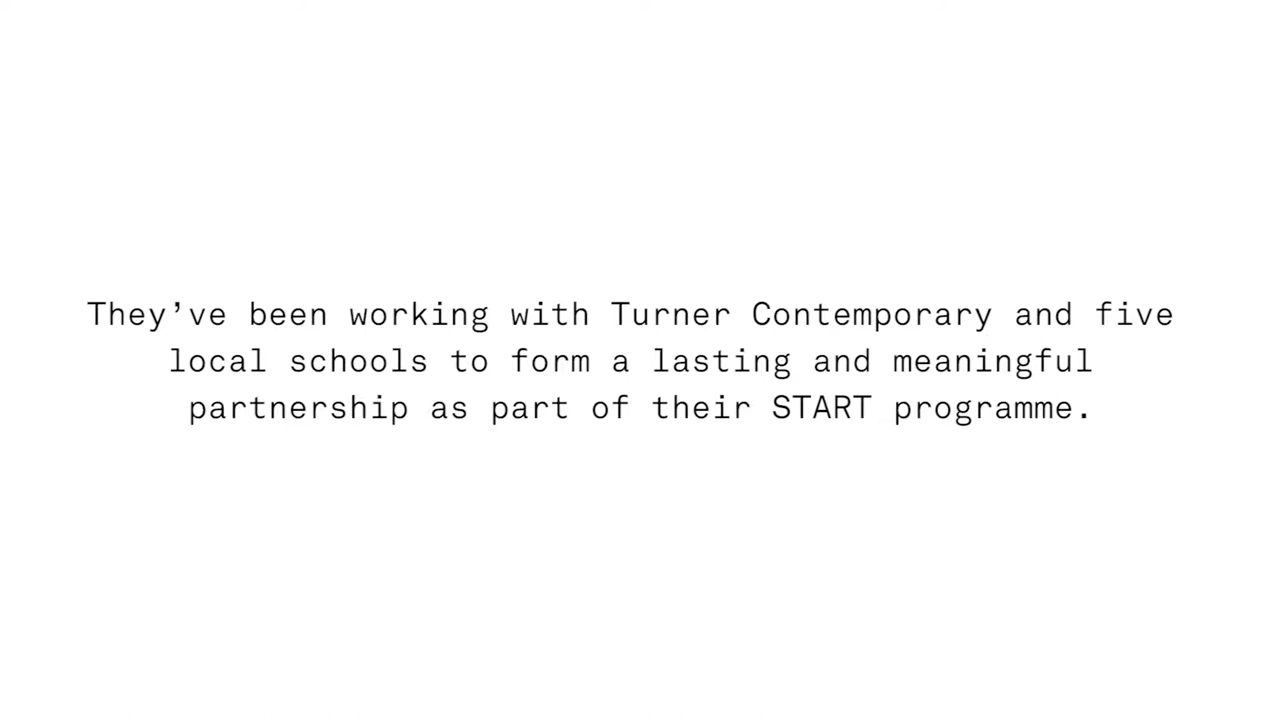 They’ve been working with Turner Contemporary and five
local schools to form a lasting and meaningful
partnership as part of their START programme.